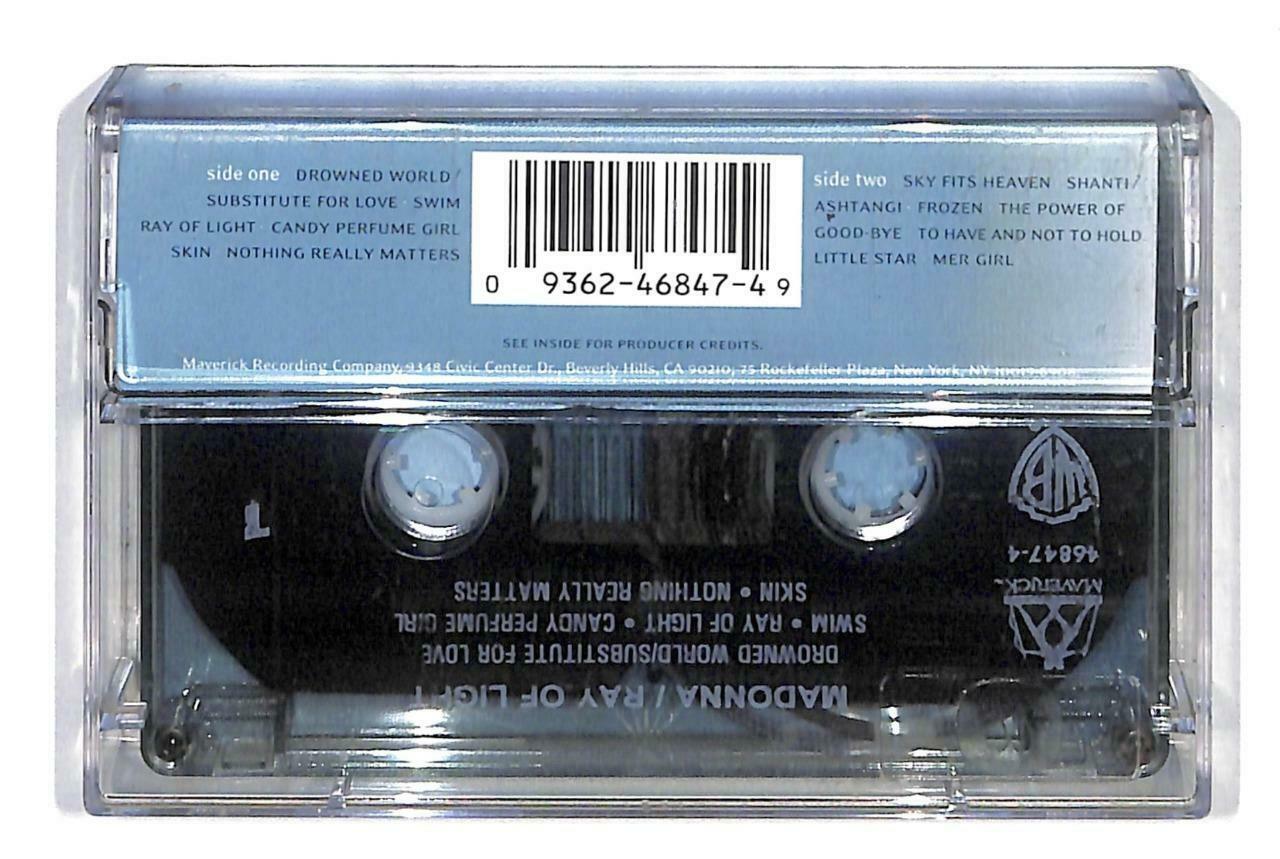 side one DROWNED WORLD/
SUBSTITUTE FOR LOVE · SWIM
RAY OF LIGHT · CANDY PERFUME GIRL
SKIN NOTHING REALLY MATTERS
0 9362-46847-4 9
side two SKY FITS HEAVEN SHANTI/
ASHTANGI · FROZEN THE POWER OF
GOOD-BYE TO HAVE AND NOT TO HOLD
LITTLE STAR MER GIRL
SEE INSIDE FOR PRODUCER CREDITS.
Maverick Recording Company, 9348 Civic Center Dr., Beverly Hills, CA 90210, 75 Rockefeller Plaza, New York, NY
MADONNA / RAY OF LIGHT
DROWNED WORLD/SUBSTITUTE FOR LOVE
SWIM • RAY OF LIGHT • CANDY PERFUME GIRL
SKIN • NOTHING REALLY MATTERS
MAVERICK™
46847-4
WB
1